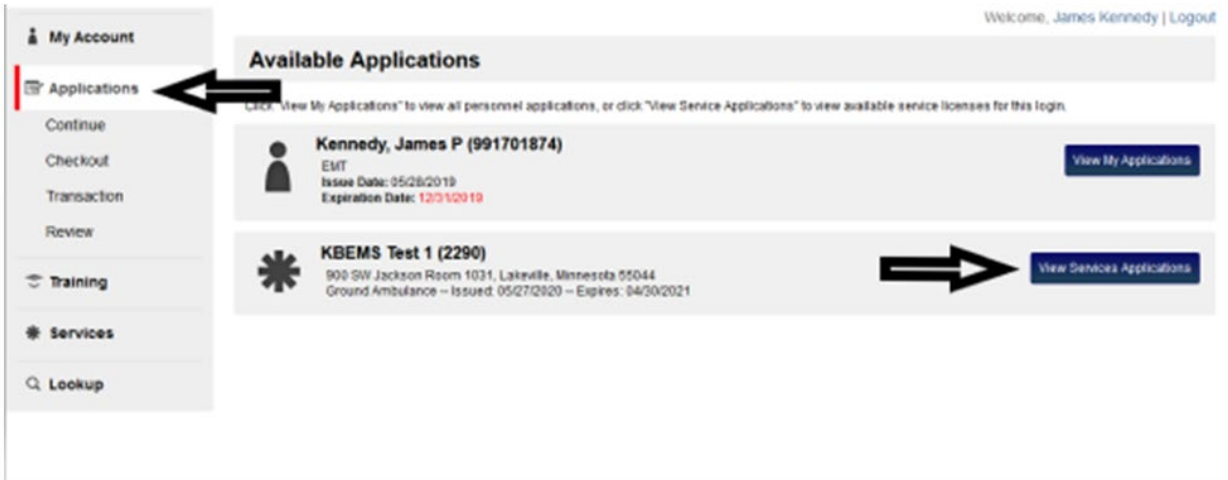 Welcome, James Kennedy | Logout
My Account
Applications
Continue
Checkout
Transaction
Review
Training
Services
Lookup
Available Applications
Click "View My Applications" to view all personnel applications, or click "View Service Applications" to view available service licenses for this login.
Kennedy, James P (991701874)
EMT
Issue Date: 05/28/2019
Expiration Date: 12/31/2019
View My Applications
KBEMS Test 1 (2290)
900 SW Jackson Room 1031, Lakeville, Minnesota 55044
Ground Ambulance -- Issued: 05/27/2020 -- Expires: 04/30/2021
View Services Applications